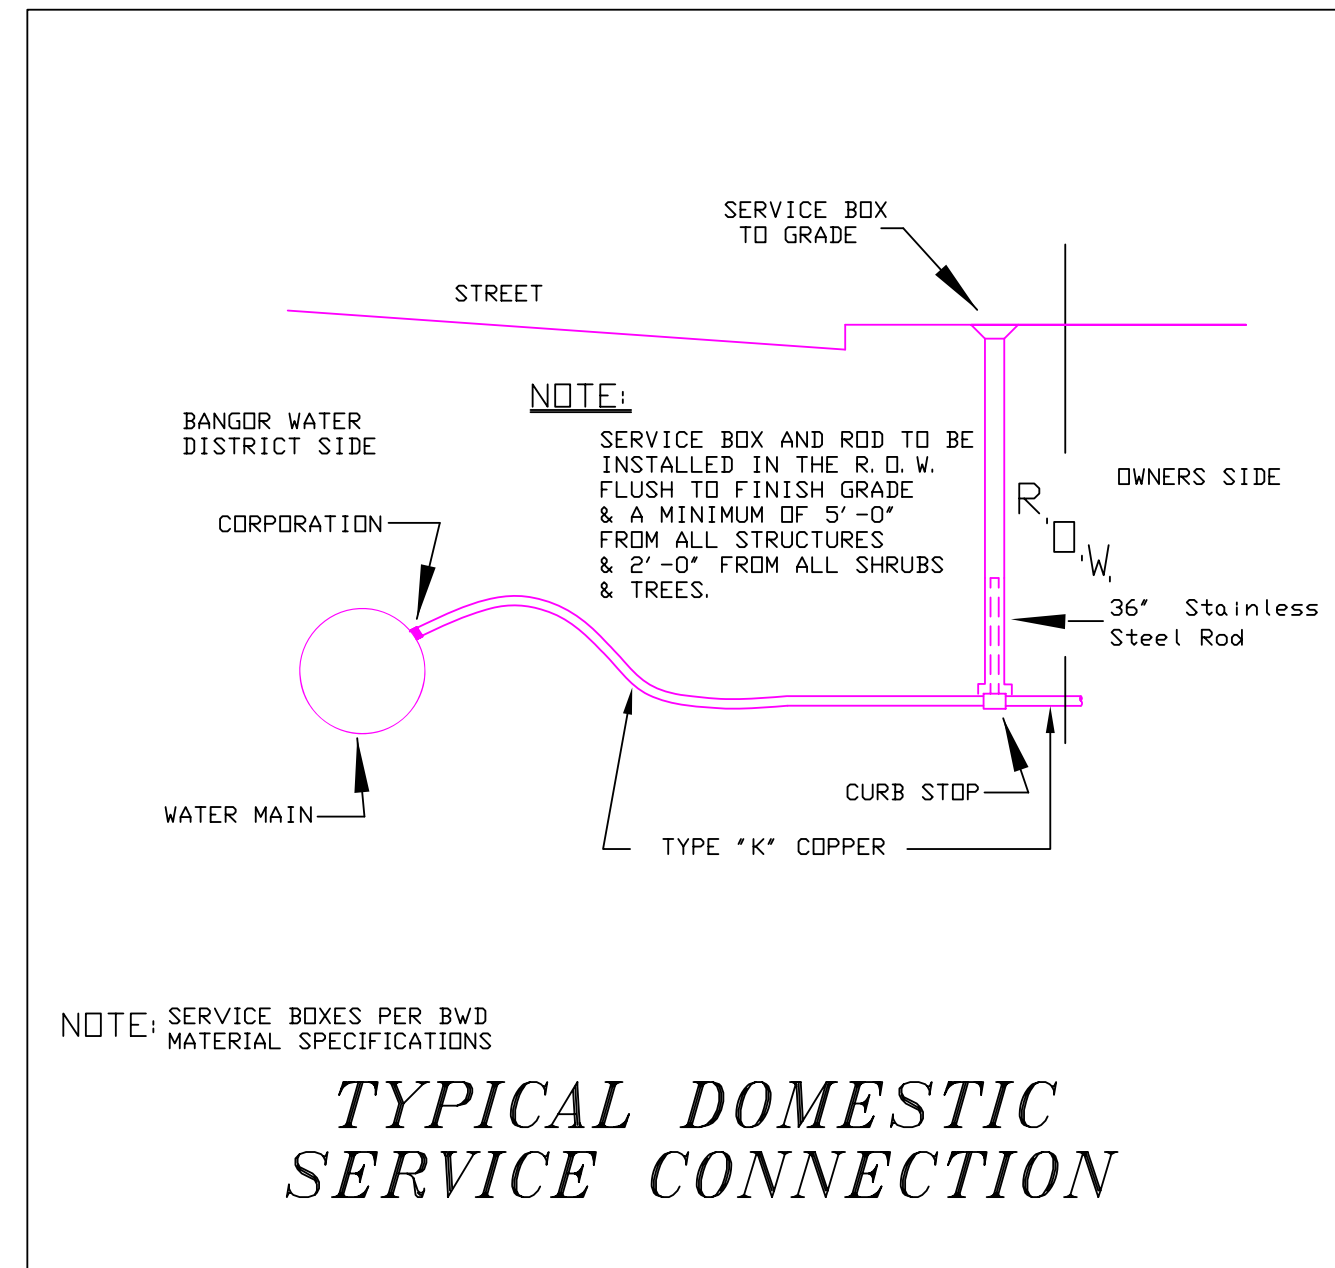 SERVICE BOX
TO GRADE
STREET
BANGOR WATER
DISTRICT SIDE
NOTE:
SERVICE BOX AND ROD TO BE
INSTALLED IN THE R.O.W.
FLUSH TO FINISH GRADE
& A MINIMUM OF 5'-0"
FROM ALL STRUCTURES
& 2'-0" FROM ALL SHRUBS
& TREES.
R.O.W.
OWNERS SIDE
CORPORATION
36" Stainless
Steel Rod
WATER MAIN
CURB STOP
TYPE "K" COPPER
NOTE: SERVICE BOXES PER BWD
MATERIAL SPECIFICATIONS
TYPICAL DOMESTIC
SERVICE CONNECTION